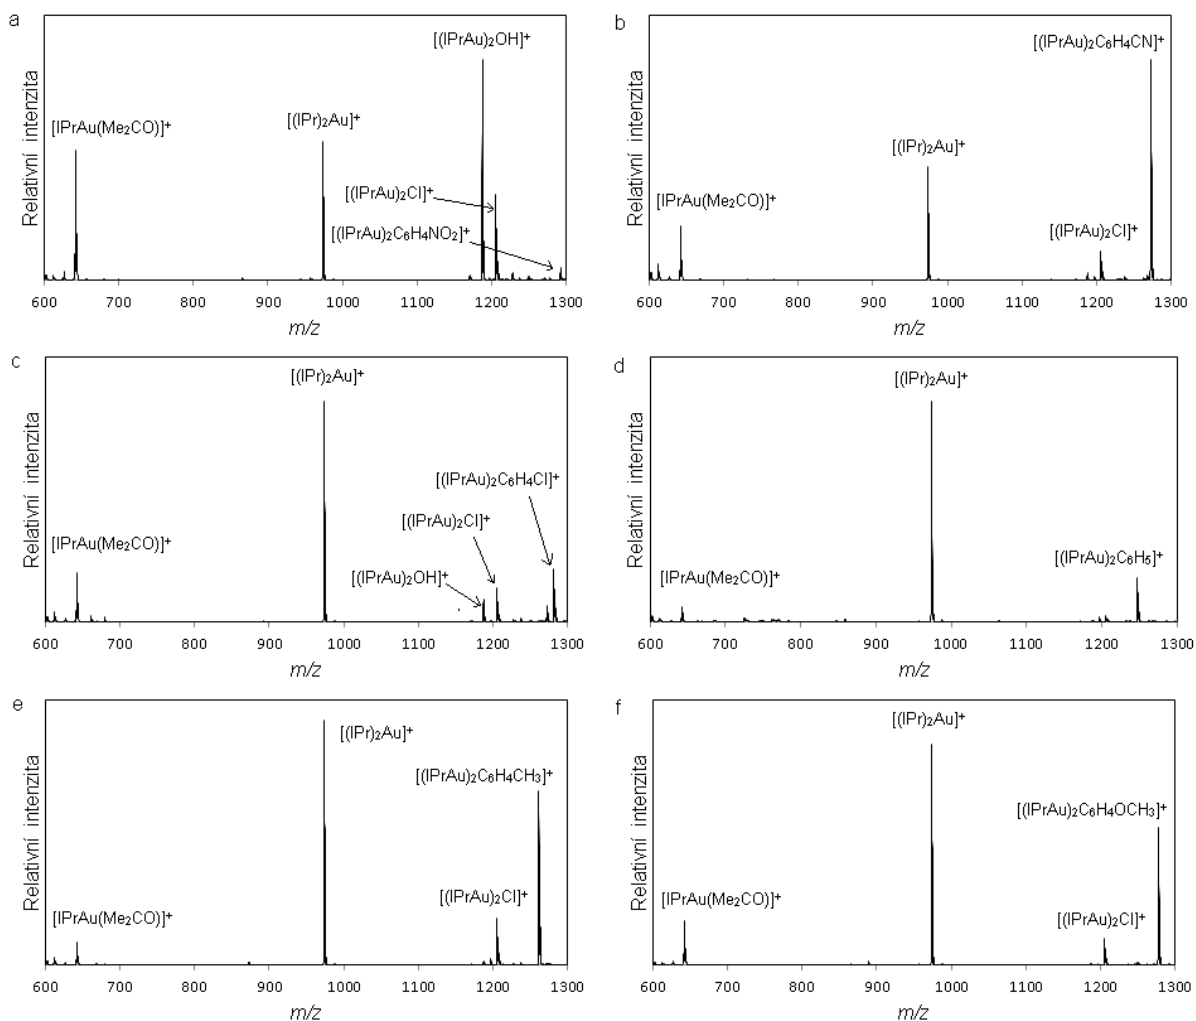 a
Relativní intenzita
[(IPrAu)₂OH]⁺
[IPrAu(Me₂CO)]⁺
[(IPr)₂Au]⁺
[(IPrAu)₂Cl]⁺
[(IPrAu)₂C₆H₄NO₂]⁺
600 700 800 900 1000 1100 1200 1300
m/z
b
Relativní intenzita
[(IPrAu)₂C₆H₄CN]⁺
[(IPr)₂Au]⁺
[IPrAu(Me₂CO)]⁺
[(IPrAu)₂Cl]⁺
600 700 800 900 1000 1100 1200 1300
m/z
c
Relativní intenzita
[(IPr)₂Au]⁺
[(IPrAu)₂C₆H₄Cl]⁺
[(IPrAu)₂Cl]⁺
[IPrAu(Me₂CO)]⁺
[(IPrAu)₂OH]⁺
600 700 800 900 1000 1100 1200 1300
m/z
d
Relativní intenzita
[(IPr)₂Au]⁺
[(IPrAu)₂C₆H₅]⁺
[IPrAu(Me₂CO)]⁺
600 700 800 900 1000 1100 1200 1300
m/z
e
Relativní intenzita
[(IPr)₂Au]⁺
[(IPrAu)₂C₆H₄CH₃]⁺
[(IPrAu)₂Cl]⁺
[IPrAu(Me₂CO)]⁺
600 700 800 900 1000 1100 1200 1300
m/z
f
Relativní intenzita
[(IPr)₂Au]⁺
[(IPrAu)₂C₆H₄OCH₃]⁺
[IPrAu(Me₂CO)]⁺
[(IPrAu)₂Cl]⁺
600 700 800 900 1000 1100 1200 1300
m/z